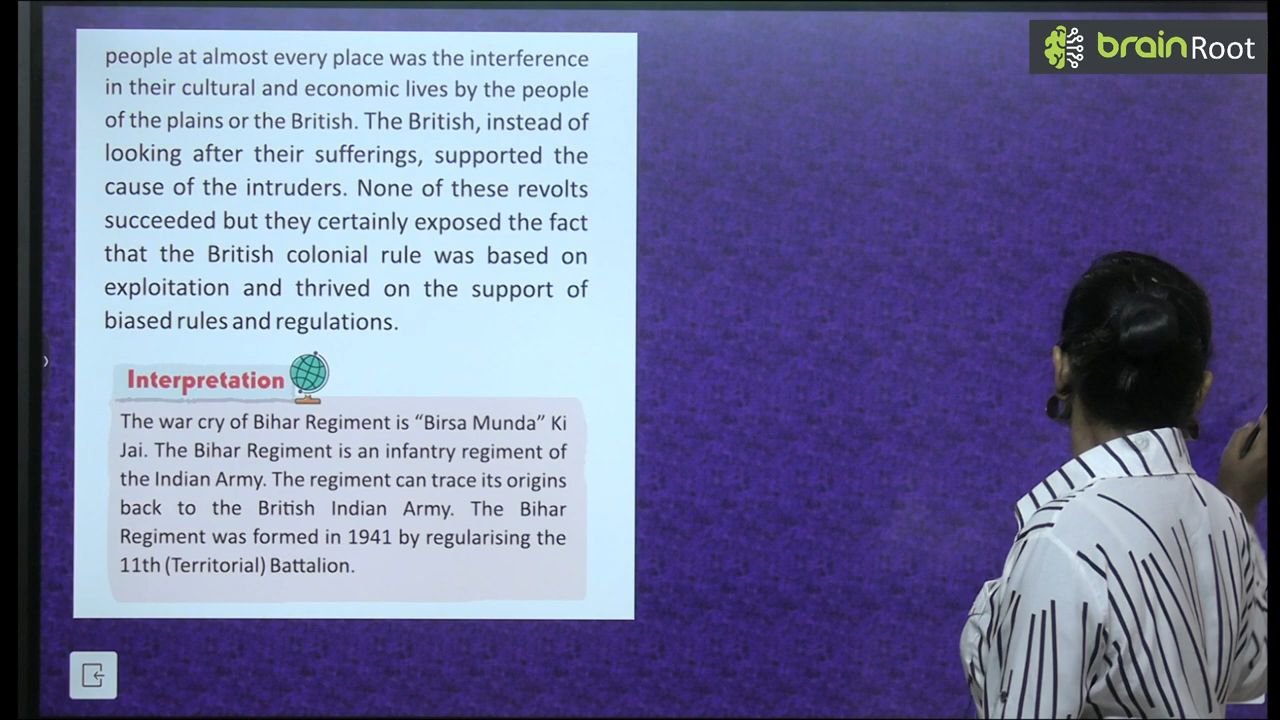 brainRoot
people at almost every place was the interference
in their cultural and economic lives by the people
of the plains or the British. The British, instead of
looking after their sufferings, supported the
cause of the intruders. None of these revolts
succeeded but they certainly exposed the fact
that the British colonial rule was based on
exploitation and thrived on the support of
biased rules and regulations.
Interpretation
The war cry of Bihar Regiment is “Birsa Munda” Ki
Jai. The Bihar Regiment is an infantry regiment of
the Indian Army. The regiment can trace its origins
back to the British Indian Army. The Bihar
Regiment was formed in 1941 by regularising the
11th (Territorial) Battalion.